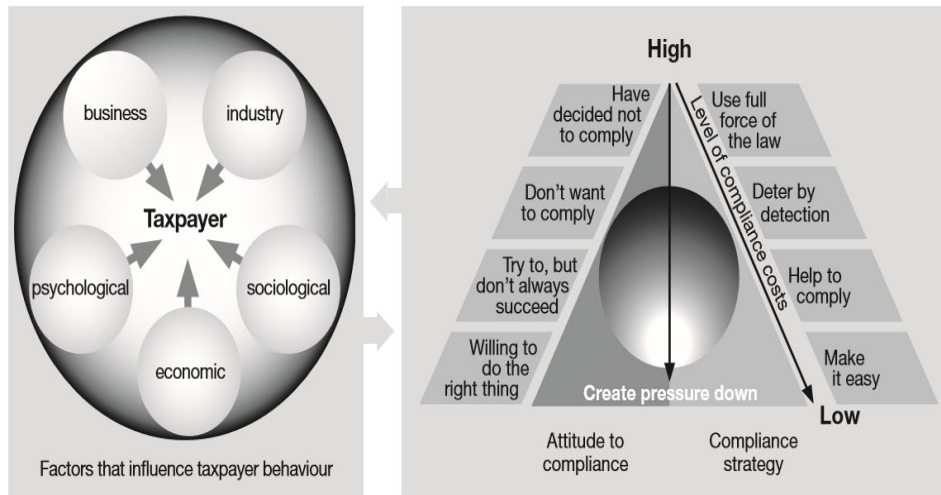 business
industry
Taxpayer
psychological
sociological
economic
Factors that influence taxpayer behaviour
High
Have
decided not
to comply
Don't want
to comply
Try to, but
don't always
succeed
Willing to
do the
right thing
Level of compliance costs
Use full
force of
the law
Deter by
detection
Help to
comply
Make
it easy
Create pressure down
Low
Attitude to
compliance
Compliance
strategy